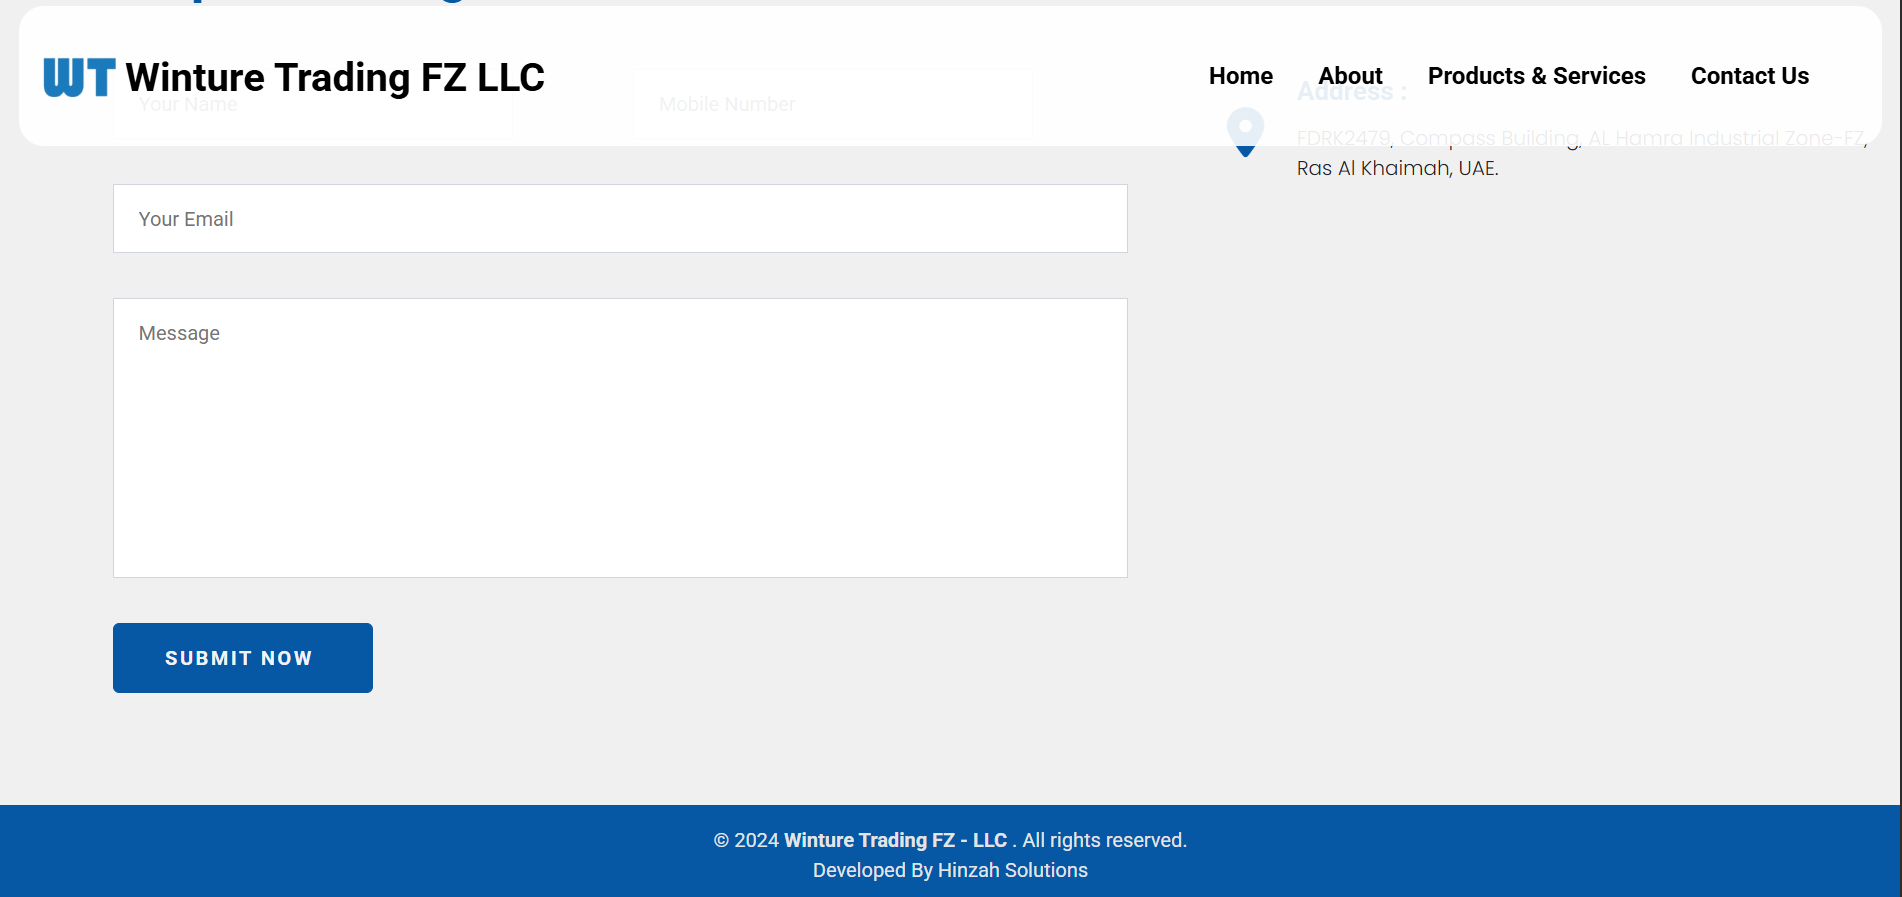 WT Winture Trading FZ LLC
Home About Products & Services Contact Us
Your Name
Mobile Number
Address :
FDRK2479, Compass Building, AL Hamra Industrial Zone-FZ,
Ras Al Khaimah, UAE.
Your Email
Message
SUBMIT NOW
© 2024 Winture Trading FZ - LLC . All rights reserved.
Developed By Hinzah Solutions